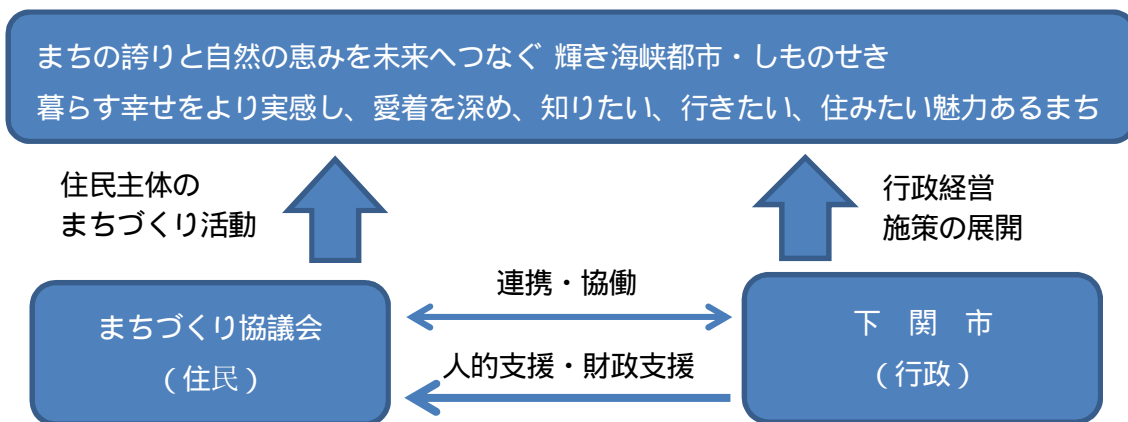 まちの誇りと自然の恵みを未来へつなぐ 輝き海峡都市・しものせき
暮らす幸せをより実感し、愛着を深め、知りたい、行きたい、住みたい魅力あるまち
住民主体の
まちづくり活動
行政経営
施策の展開
連携・協働
まちづくり協議会
(住民)
下 関 市
(行政)
人的支援・財政支援